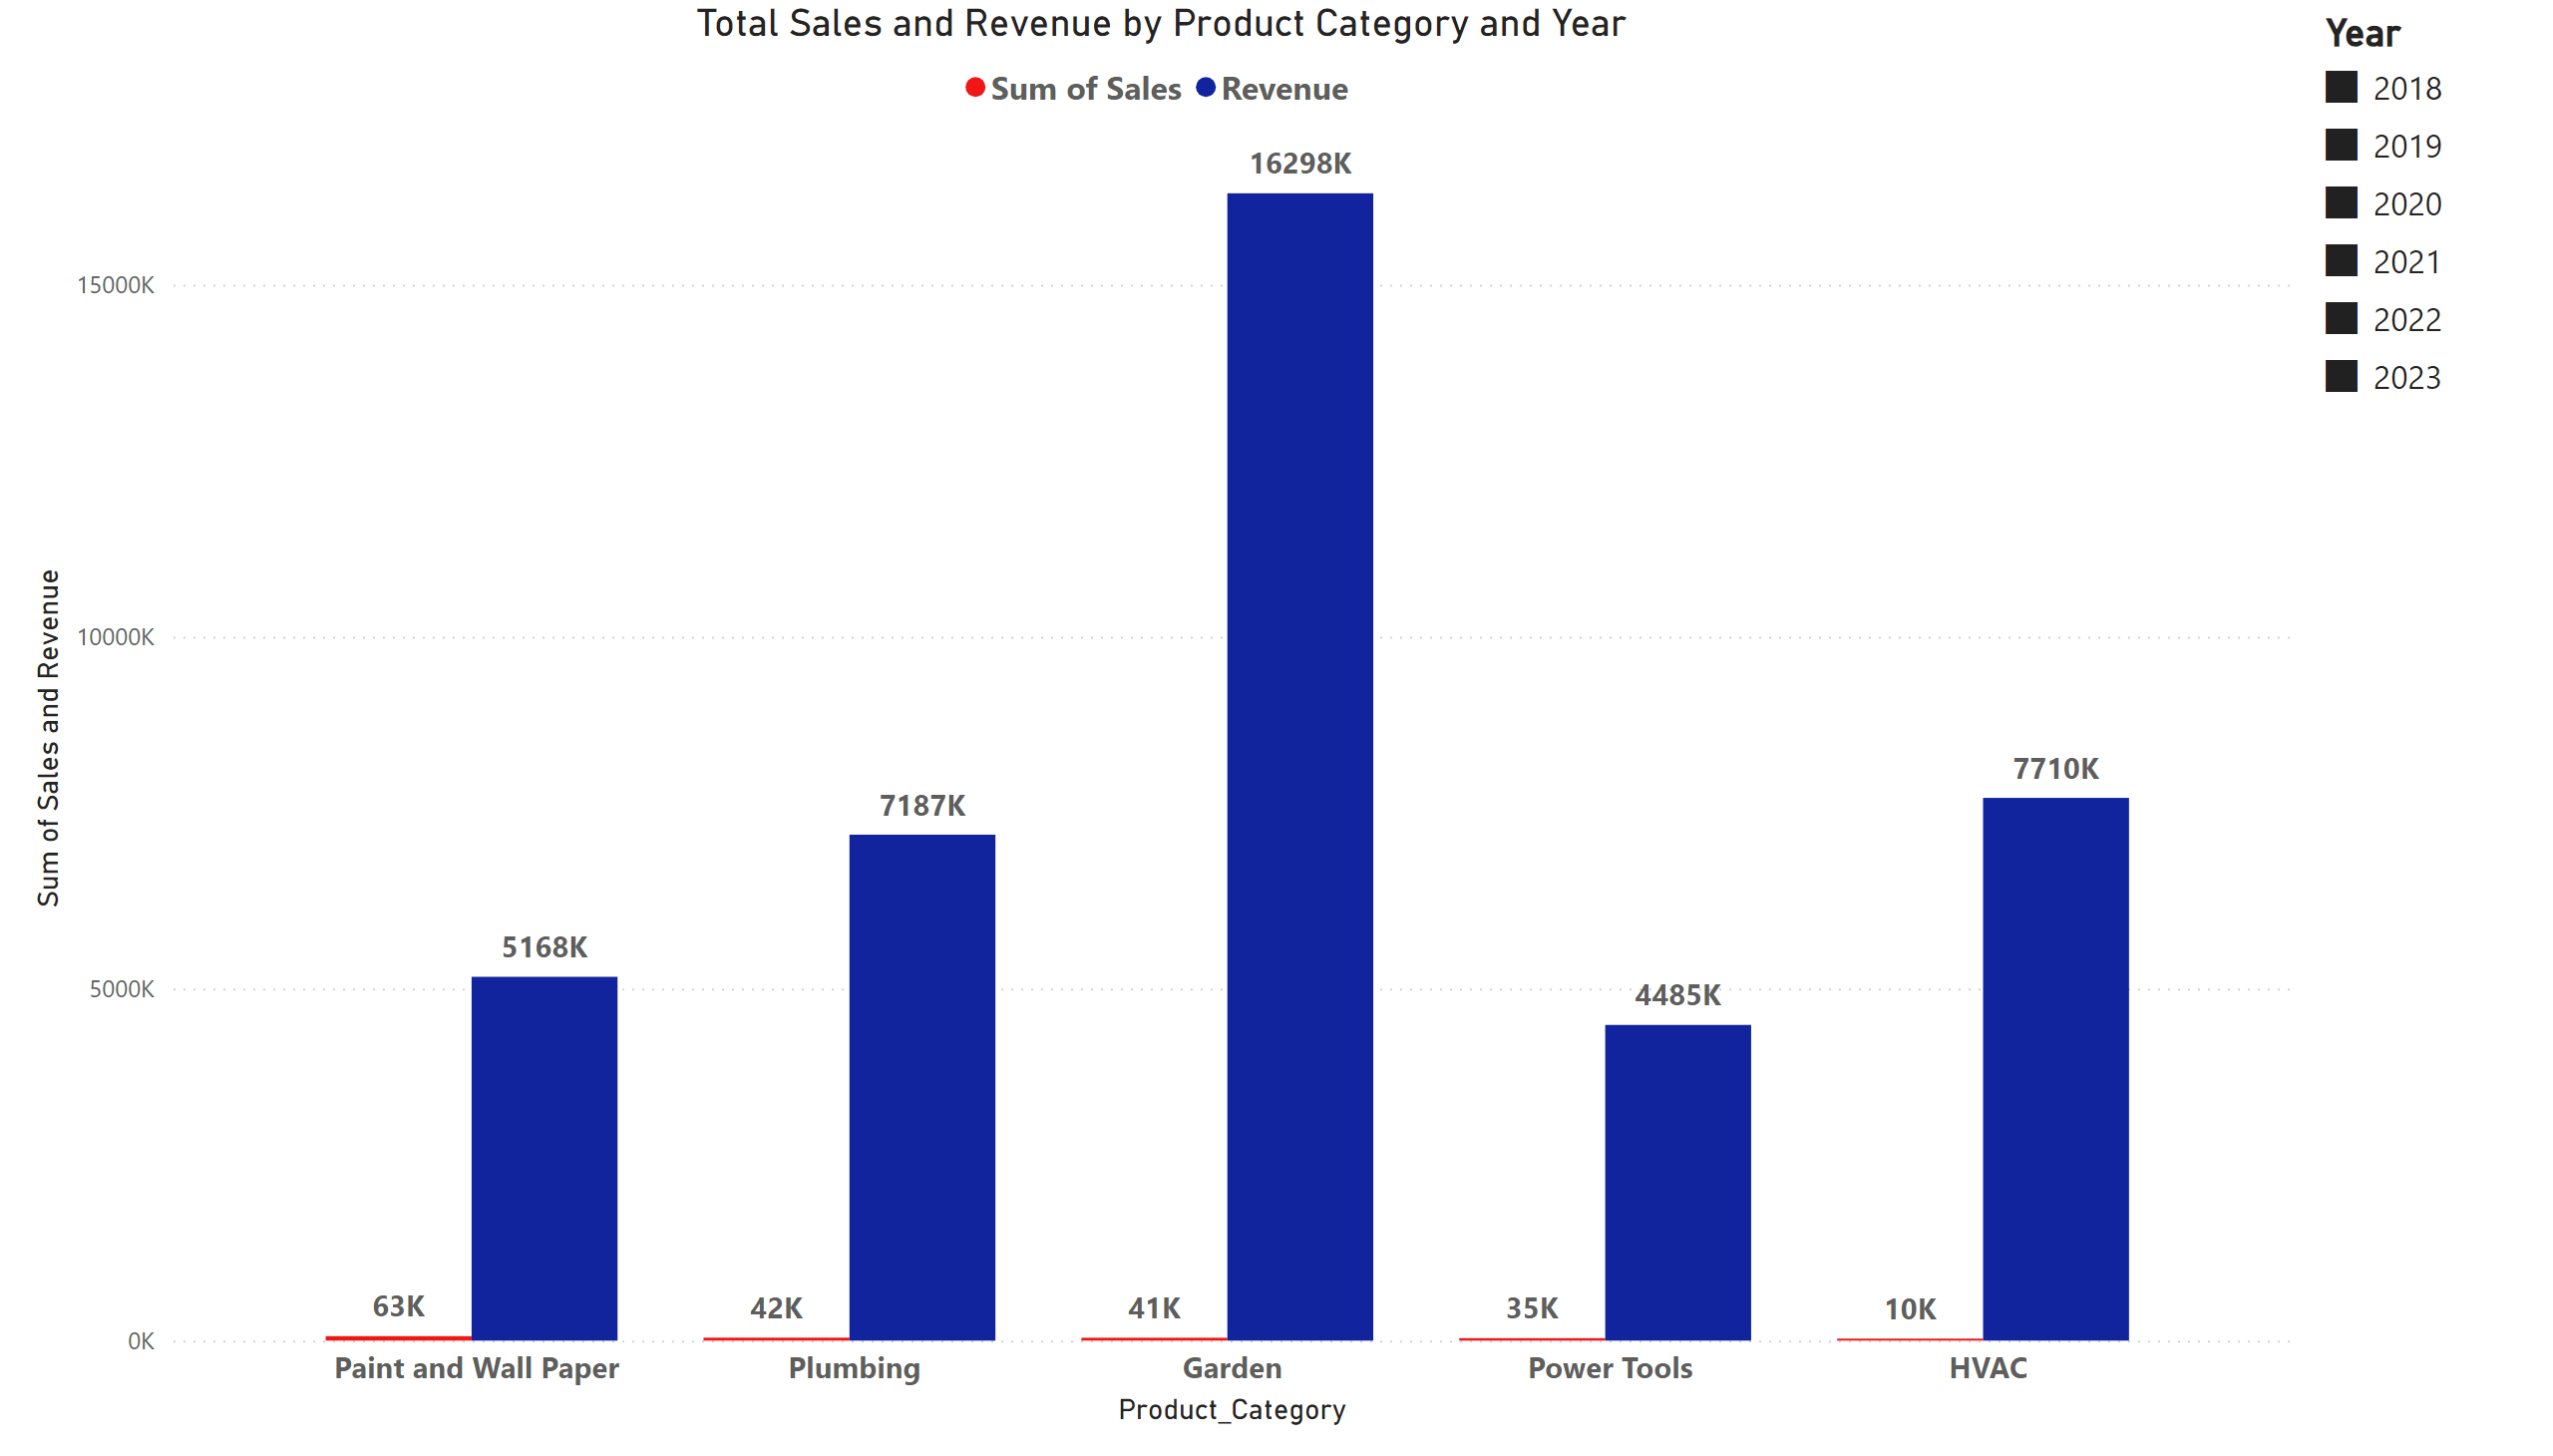 Total Sales and Revenue by Product Category and Year
Sum of Sales Revenue
Year
2018
2019
2020
2021
2022
2023
Sum of Sales and Revenue
15000K
10000K
5000K
0K
63K
5168K
42K
7187K
41K
16298K
35K
4485K
10K
7710K
Paint and Wall Paper
Plumbing
Garden
Power Tools
HVAC
Product_Category